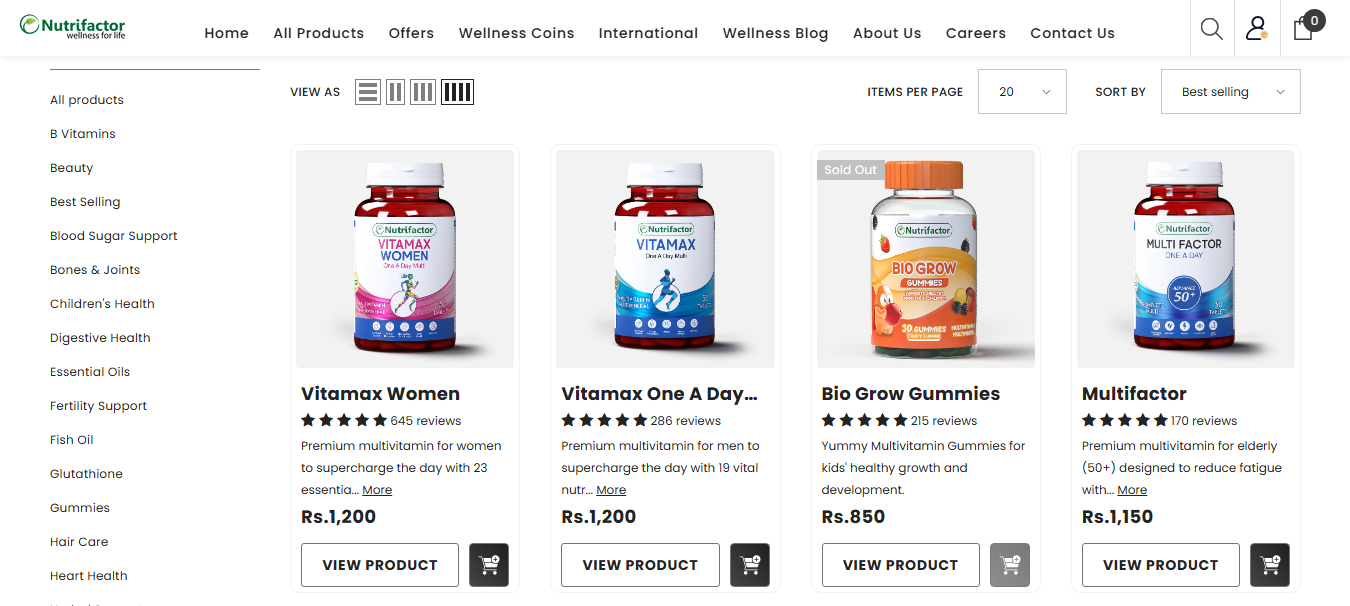 Nutrifactor
wellness for life
Home
All Products
Offers
Wellness Coins
International
Wellness Blog
About Us
Careers
Contact Us
0
All products
B Vitamins
Beauty
Best Selling
Blood Sugar Support
Bones & Joints
Children's Health
Digestive Health
Essential Oils
Fertility Support
Fish Oil
Glutathione
Gummies
Hair Care
Heart Health
VIEW AS
ITEMS PER PAGE
20
SORT BY
Best selling
Nutrifactor
VITAMAX
WOMEN
One A Day Multi
Vitamax Women
645 reviews
Premium multivitamin for women
to supercharge the day with 23
essentia... More
Rs.1,200
VIEW PRODUCT
Nutrifactor
VITAMAX
One A Day Multi
Vitamax One A Day...
286 reviews
Premium multivitamin for men to
supercharge the day with 19 vital
nutr... More
Rs.1,200
VIEW PRODUCT
Sold Out
Nutrifactor
BIO GROW
GUMMIES
30 GUMMIES
Bio Grow Gummies
215 reviews
Yummy Multivitamin Gummies for
kids' healthy growth and
development.
Rs.850
VIEW PRODUCT
Nutrifactor
MULTI FACTOR
ONE A DAY
ADVANCE
50+
Multifactor
170 reviews
Premium multivitamin for elderly
(50+) designed to reduce fatigue
with... More
Rs.1,150
VIEW PRODUCT